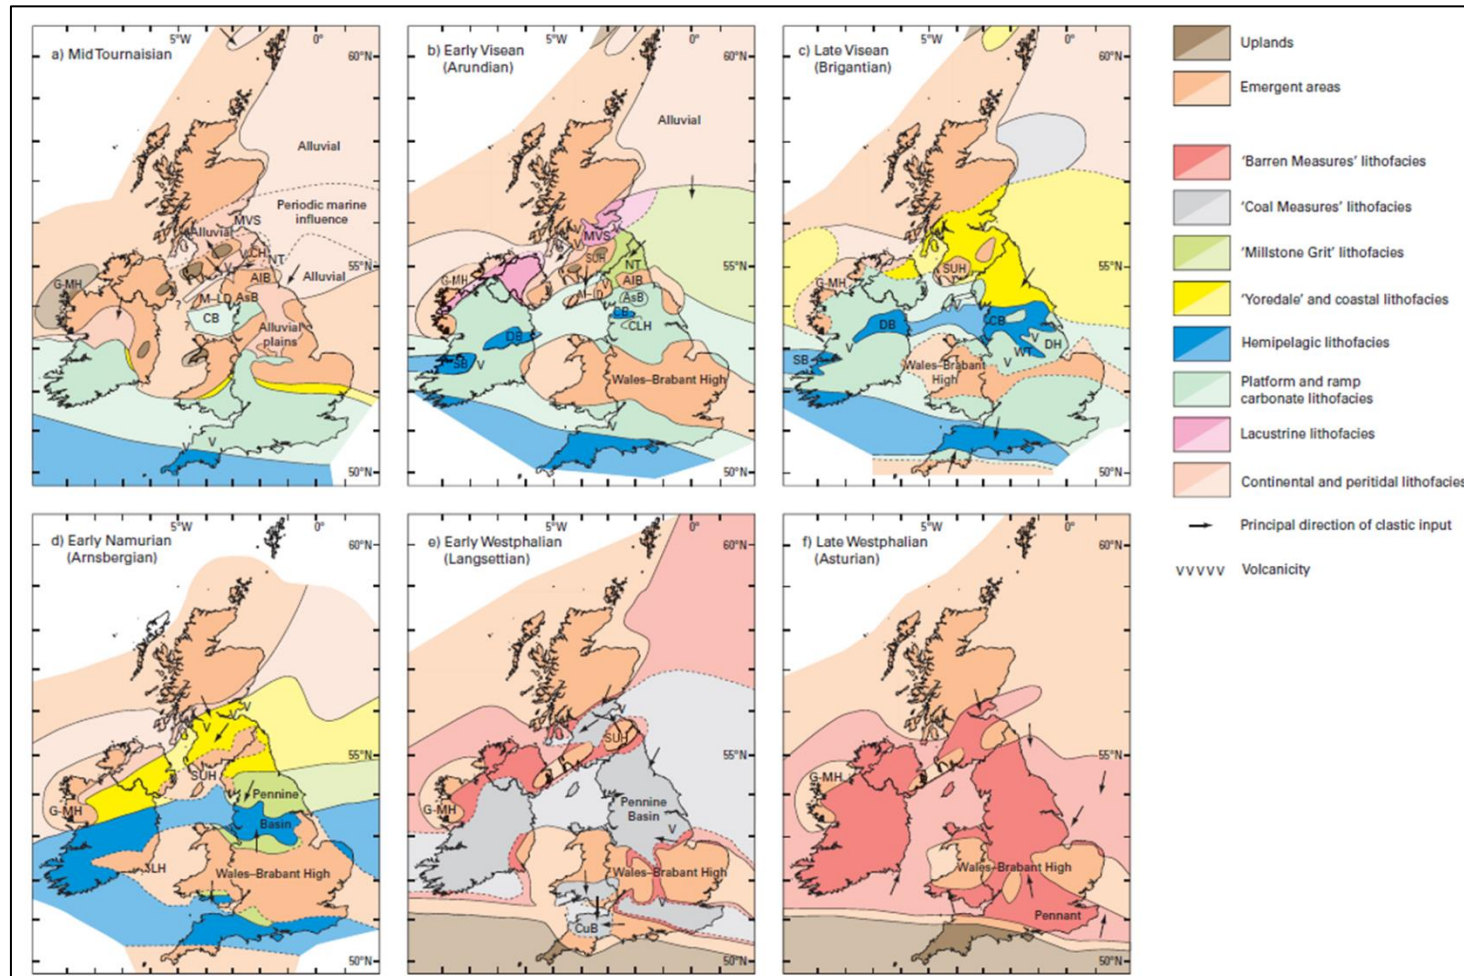 a) Mid Tournaisian
5°W
0°
60°N
Alluvial
Periodic marine
influence
MVS
Alluvial
V
CH
NT
55°N
G-MH
AIB
Alluvial
?
M–LD
AsB
?
CB
Alluvial
plains
V
V
50°N
b) Early Visean
(Arundian)
5°W
0°
60°N
Alluvial
MVS
V
V
SUH
NT
55°N
G-MH
AIB
M–LD
AsB
CB
CLH
DB
SB
V
Wales–Brabant High
V
50°N
c) Late Visean
(Brigantian)
5°W
0°
60°N
SUH
55°N
G-MH
DB
CB
V
DH
SB
V
WT
V
Wales–Brabant
High
50°N
d) Early Namurian
(Arnsbergian)
5°W
0°
60°N
V
V
V
55°N
SUH
G-MH
Pennine
Basin
SLH
Wales–Brabant High
50°N
e) Early Westphalian
(Langsettian)
5°W
0°
60°N
V
SUH
55°N
G-MH
Pennine
Basin
V
Wales–Brabant High
V
CuB
50°N
f) Late Westphalian
(Asturian)
5°W
0°
60°N
55°N
G-MH
Wales–Brabant High
Pennant
50°N
Uplands
Emergent areas
‘Barren Measures’ lithofacies
‘Coal Measures’ lithofacies
‘Millstone Grit’ lithofacies
‘Yoredale’ and coastal lithofacies
Hemipelagic lithofacies
Platform and ramp
carbonate lithofacies
Lacustrine lithofacies
Continental and peritidal lithofacies
Principal direction of clastic input
VVVVV Volcanicity